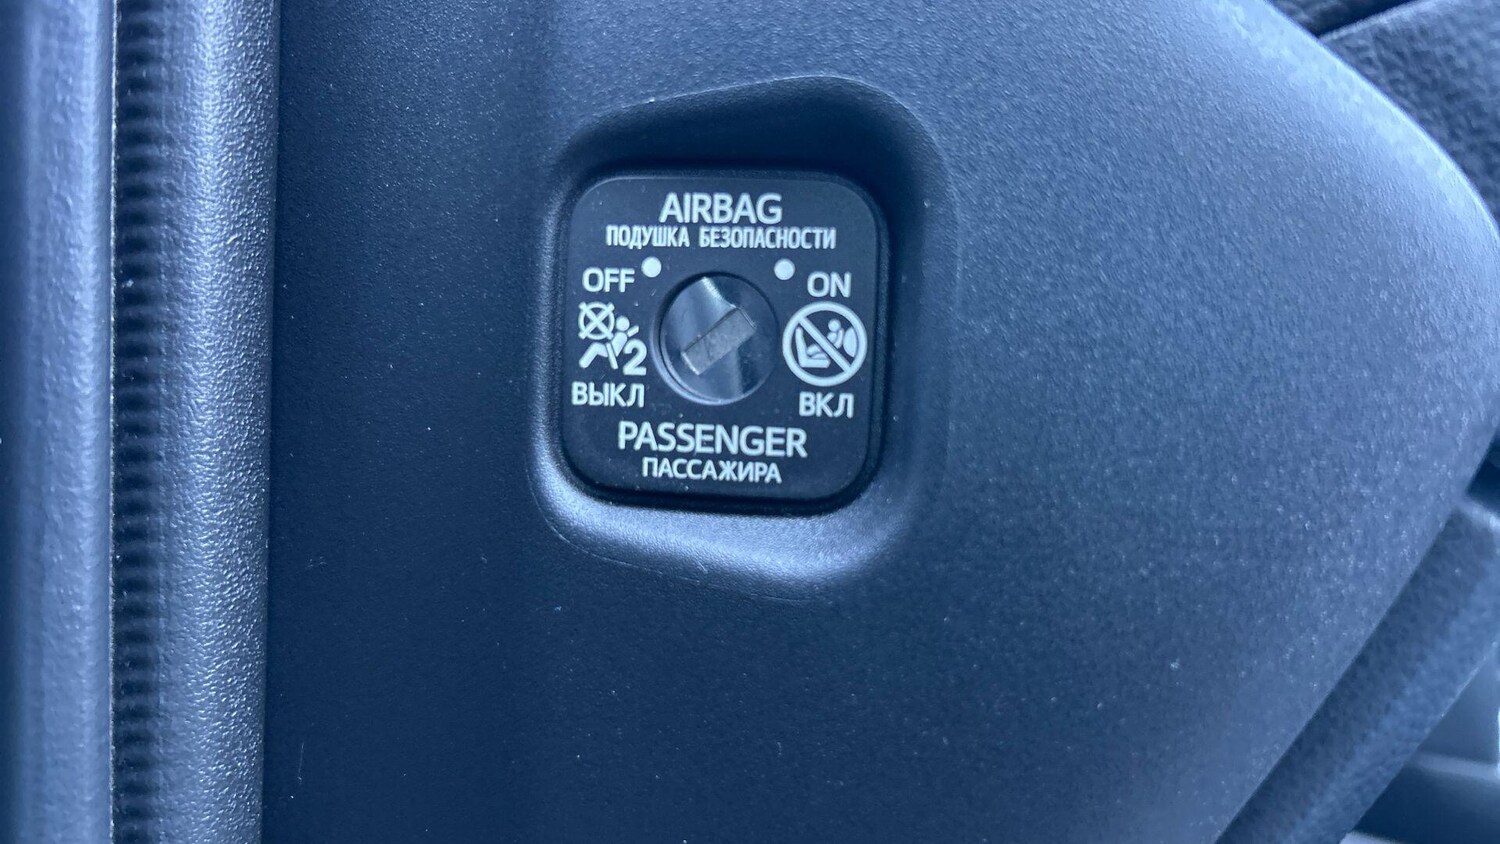 AIRBAG
ПОДУШКА БЕЗОПАСНОСТИ
OFF ON
2
ВЫКЛ ВКЛ
PASSENGER
ПАССАЖИРА